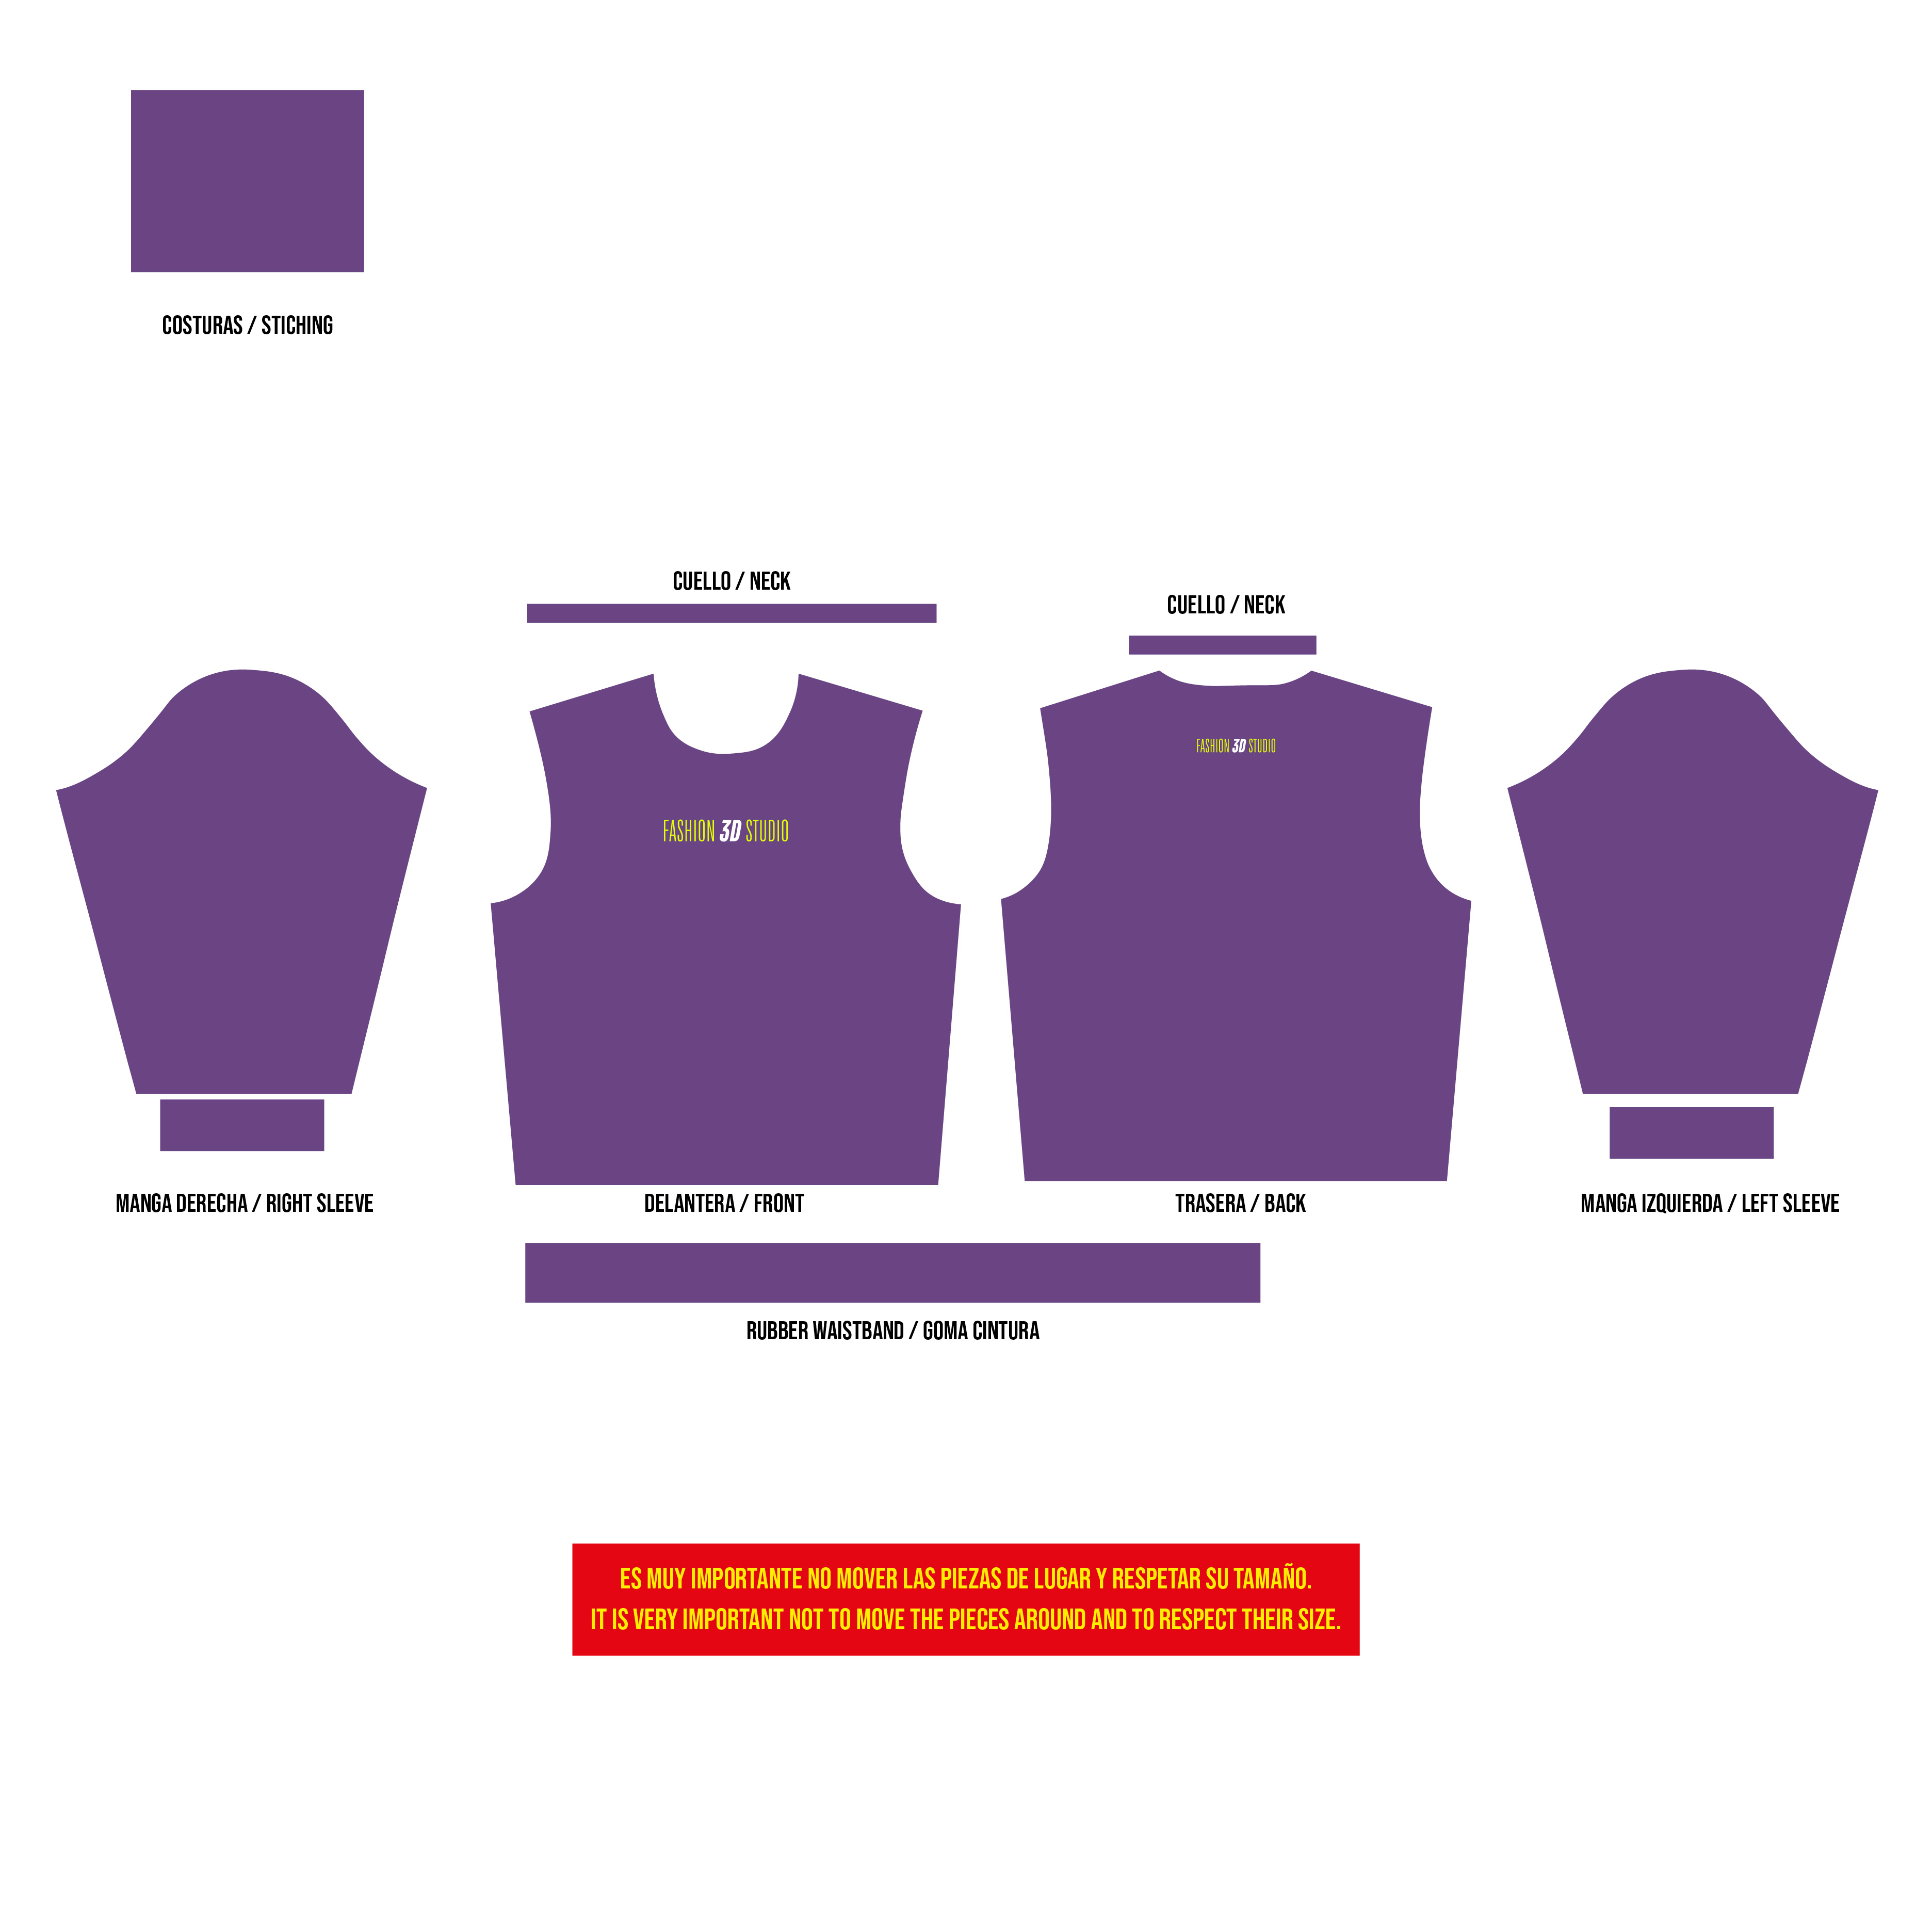 COSTURAS / STICHING
CUELLO / NECK
CUELLO / NECK
FASHION 3D STUDIO
FASHION 3D STUDIO
MANGA DERECHA / RIGHT SLEEVE
DELANTERA / FRONT
TRASERA / BACK
MANGA IZQUIERDA / LEFT SLEEVE
RUBBER WAISTBAND / GOMA CINTURA
ES MUY IMPORTANTE NO MOVER LAS PIEZAS DE LUGAR Y RESPETAR SU TAMAÑO.
IT IS VERY IMPORTANT NOT TO MOVE THE PIECES AROUND AND TO RESPECT THEIR SIZE.